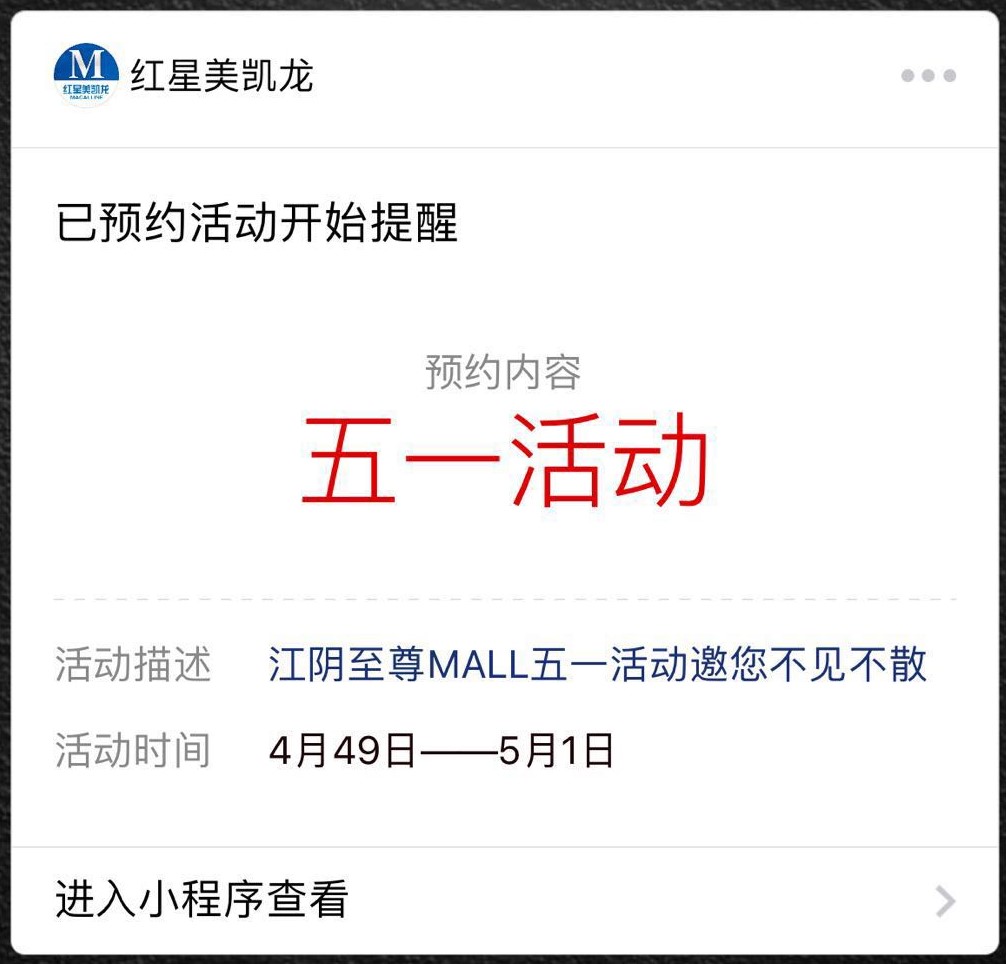 M
红星美凯龙
MACALLINE
红星美凯龙
已预约活动开始提醒
预约内容
五一活动
活动描述 江阴至尊MALL五一活动邀您不见不散
活动时间 4月49日——5月1日
进入小程序查看